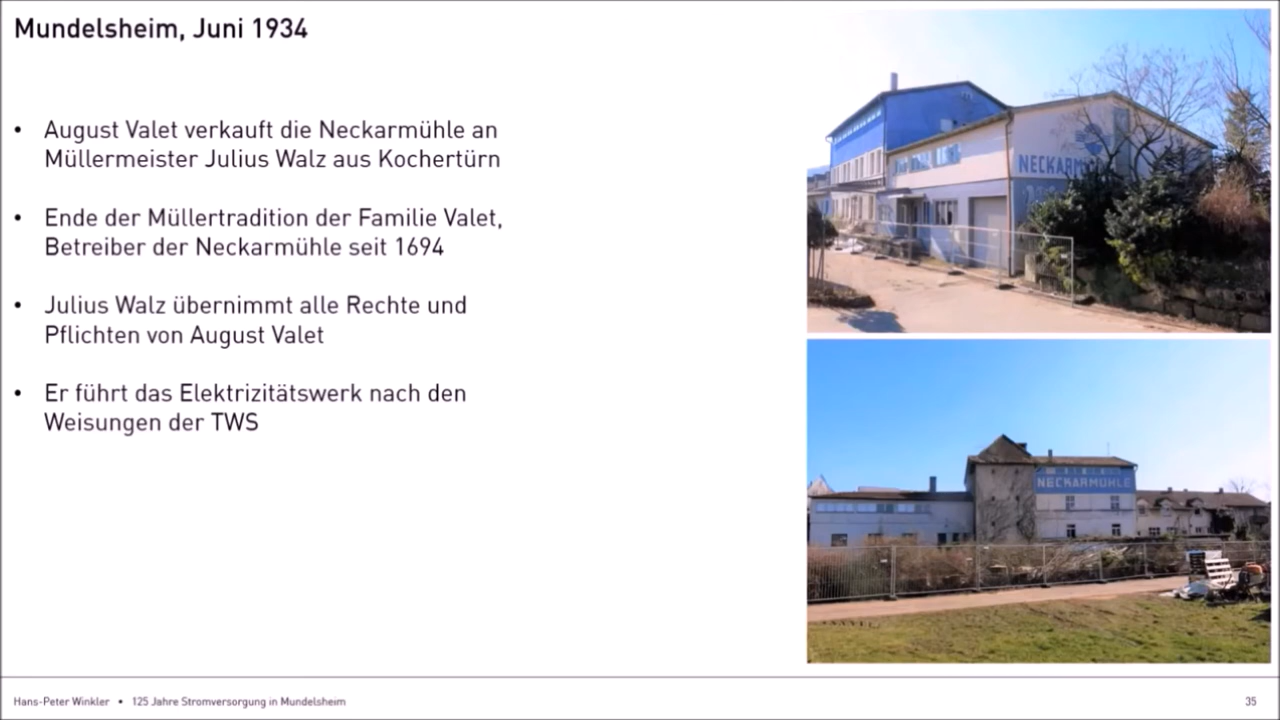 Mundelsheim, Juni 1934
• August Valet verkauft die Neckarmühle an
Müllermeister Julius Walz aus Kochertürn
• Ende der Müllertradition der Familie Valet,
Betreiber der Neckarmühle seit 1694
• Julius Walz übernimmt alle Rechte und
Pflichten von August Valet
• Er führt das Elektrizitätswerk nach den
Weisungen der TWS
NECKARMÜHLE
Hans-Peter Winkler • 125 Jahre Stromversorgung in Mundelsheim
35